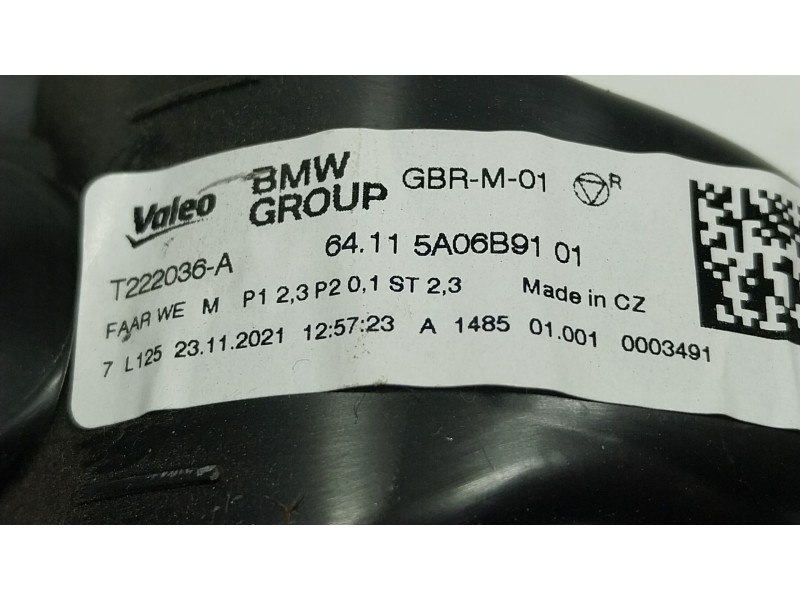 Valeo BMW GROUP GBR-M-01 R
T222036-A 64.11 5A06B91 01
FAAR WE M P1 2,3 P2 0,1 ST 2,3 Made in CZ
7 L125 23.11.2021 12:57:23 A 1485 01.001 0003491